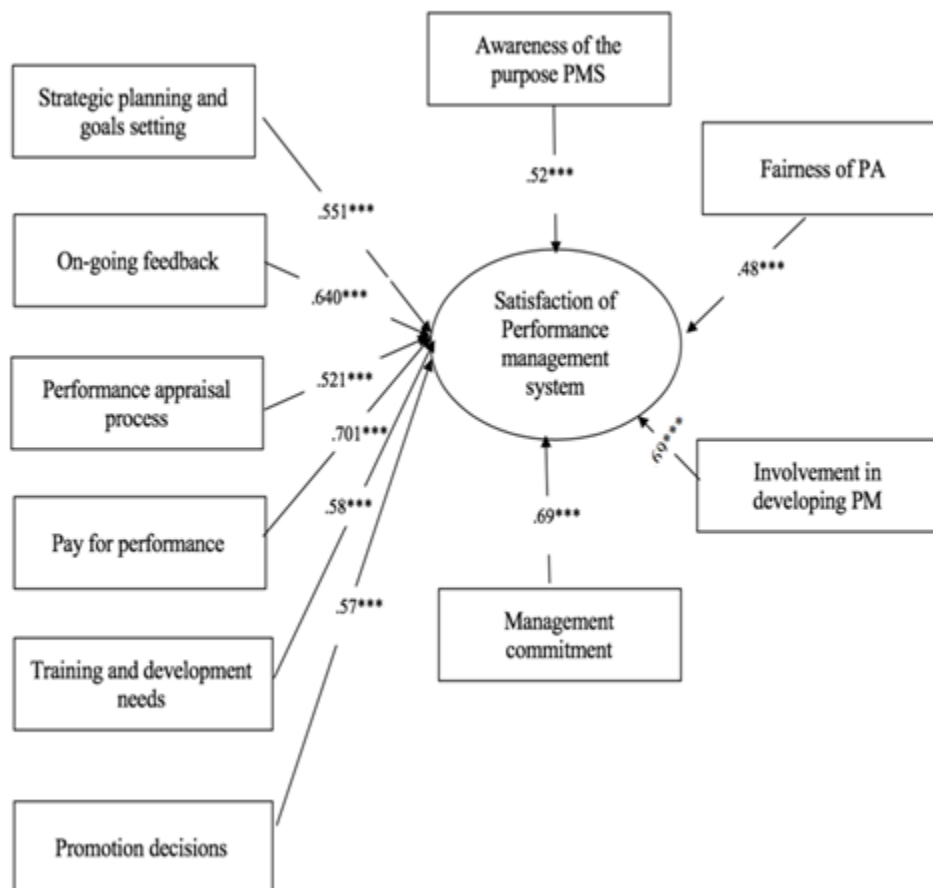 Awareness of the
purpose PMS
Strategic planning and
goals setting
Fairness of PA
.52***
.551***
On-going feedback
.48***
.640***
Satisfaction of
Performance
management
system
Performance appraisal
process
.521***
.701***
.69***
Involvement in
developing PM
Pay for performance
.58***
.69***
.57***
Management
commitment
Training and development
needs
Promotion decisions